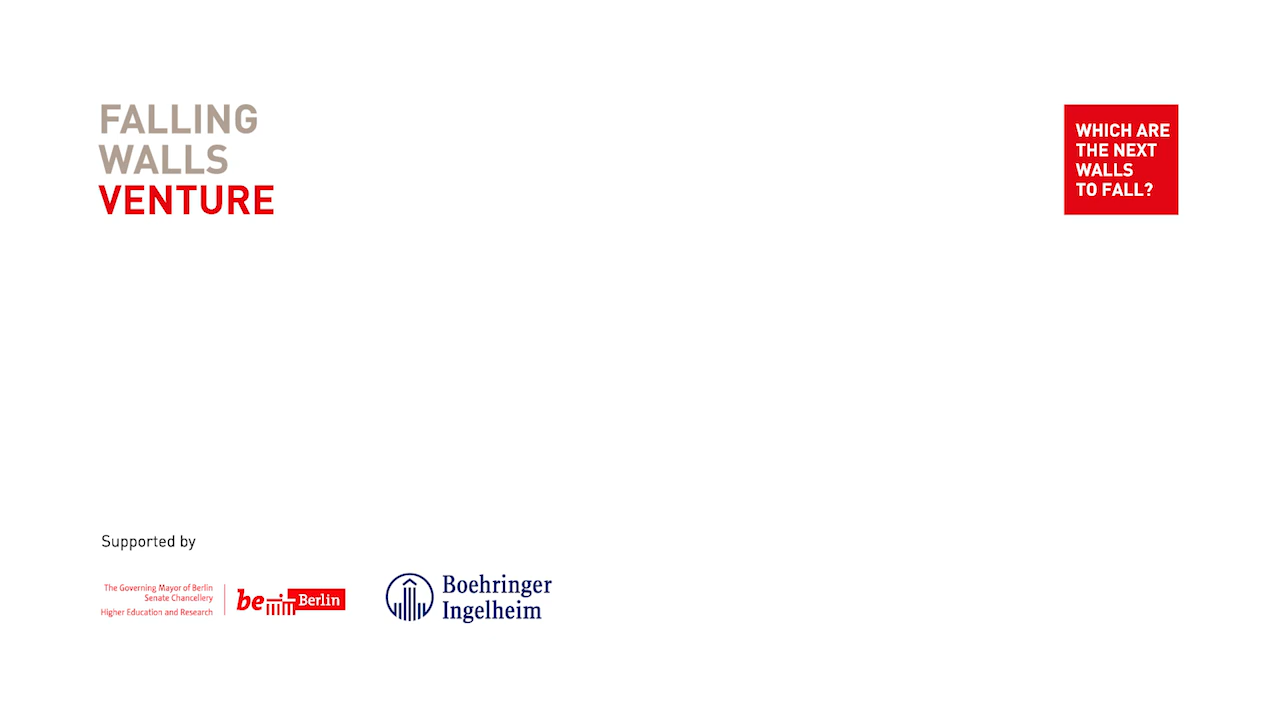 FALLING
WALLS
VENTURE
WHICH ARE
THE NEXT
WALLS
TO FALL?
Supported by
The Governing Mayor of Berlin
Senate Chancellery
Higher Education and Research
be Berlin
Boehringer
Ingelheim